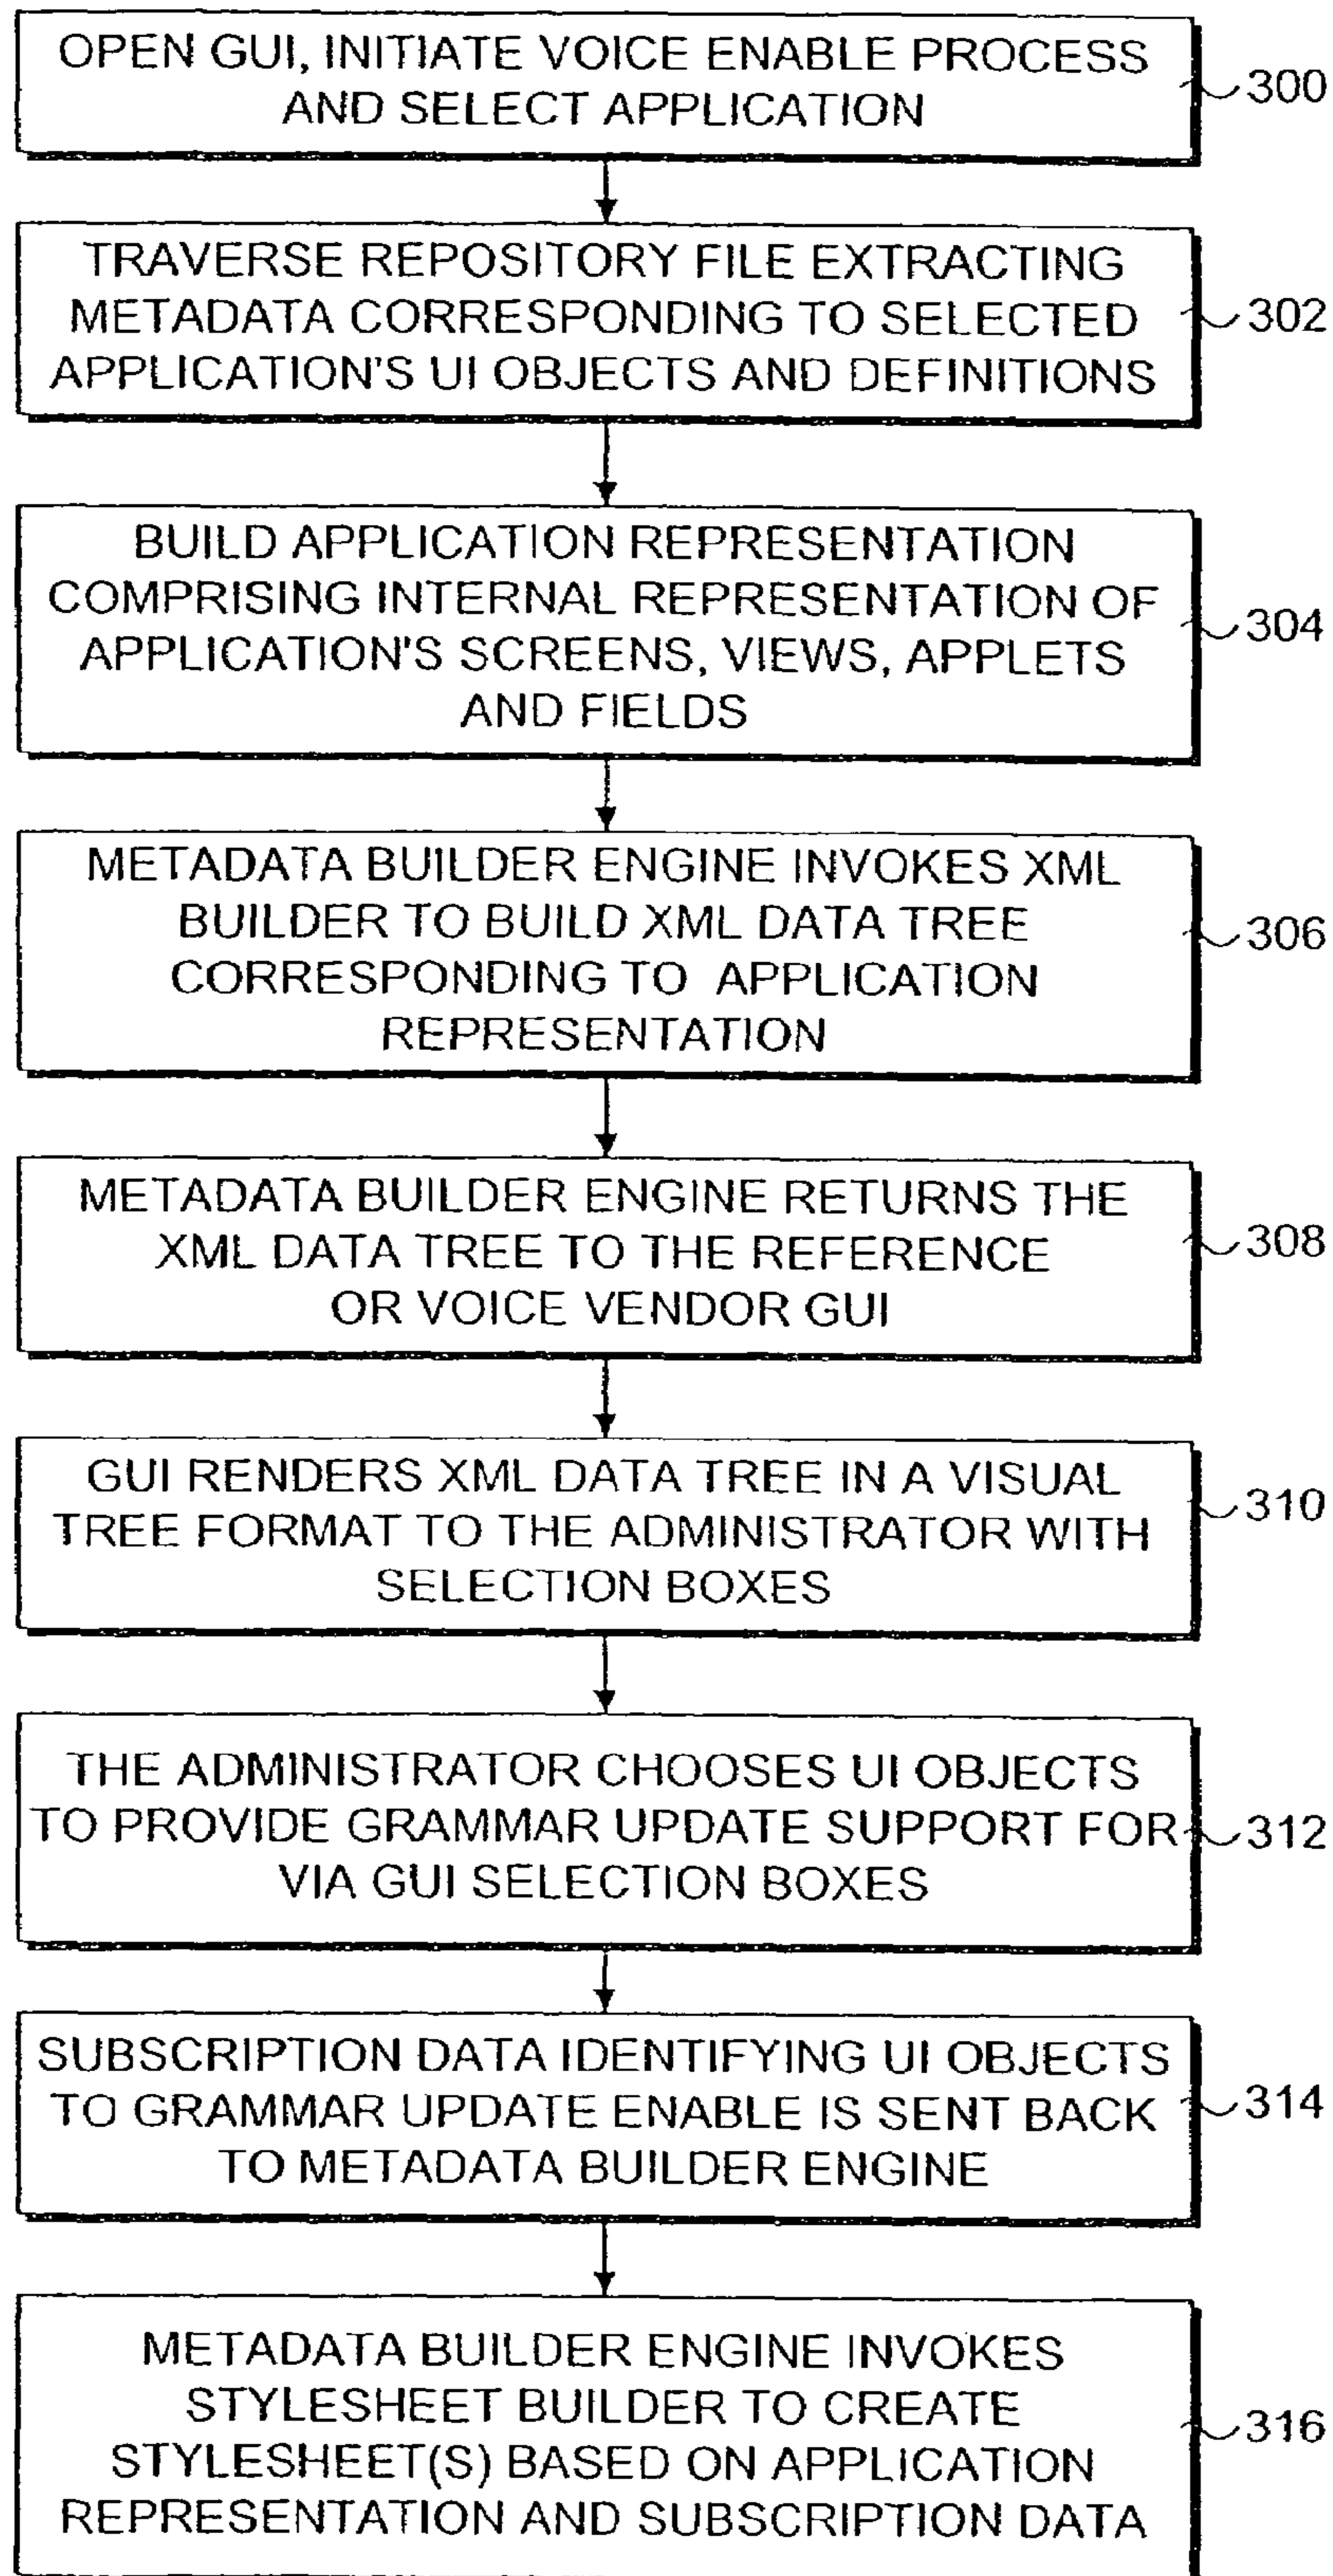 OPEN GUI, INITIATE VOICE ENABLE PROCESS
AND SELECT APPLICATION
300
TRAVERSE REPOSITORY FILE EXTRACTING
METADATA CORRESPONDING TO SELECTED
APPLICATION'S UI OBJECTS AND DEFINITIONS
302
BUILD APPLICATION REPRESENTATION
COMPRISING INTERNAL REPRESENTATION OF
APPLICATION'S SCREENS, VIEWS, APPLETS
AND FIELDS
304
METADATA BUILDER ENGINE INVOKES XML
BUILDER TO BUILD XML DATA TREE
CORRESPONDING TO APPLICATION
REPRESENTATION
306
METADATA BUILDER ENGINE RETURNS THE
XML DATA TREE TO THE REFERENCE
OR VOICE VENDOR GUI
308
GUI RENDERS XML DATA TREE IN A VISUAL
TREE FORMAT TO THE ADMINISTRATOR WITH
SELECTION BOXES
310
THE ADMINISTRATOR CHOOSES UI OBJECTS
TO PROVIDE GRAMMAR UPDATE SUPPORT FOR
VIA GUI SELECTION BOXES
312
SUBSCRIPTION DATA IDENTIFYING UI OBJECTS
TO GRAMMAR UPDATE ENABLE IS SENT BACK
TO METADATA BUILDER ENGINE
314
METADATA BUILDER ENGINE INVOKES
STYLESHEET BUILDER TO CREATE
STYLESHEET(S) BASED ON APPLICATION
REPRESENTATION AND SUBSCRIPTION DATA
316